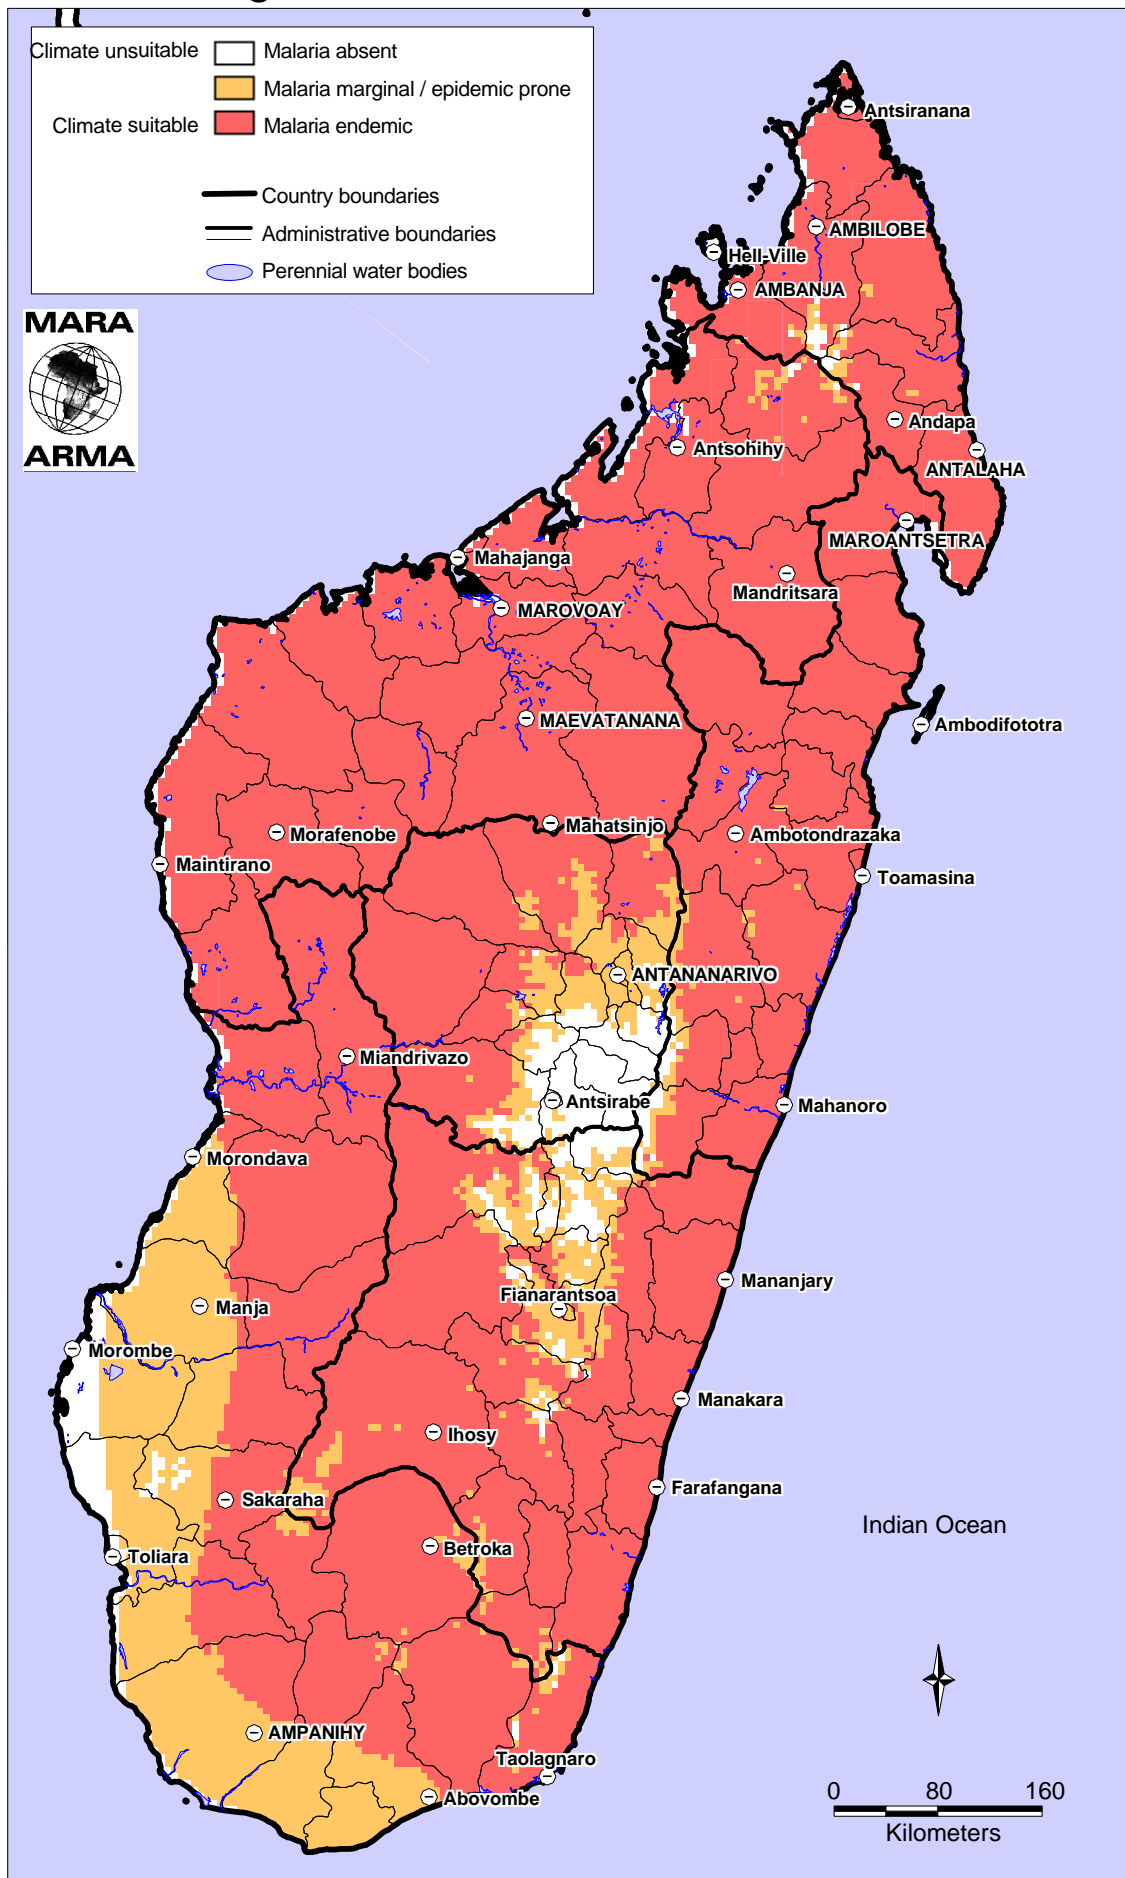 Climate unsuitable
Malaria absent
Malaria marginal / epidemic prone
Climate suitable
Malaria endemic
Country boundaries
Administrative boundaries
Perennial water bodies
MARA
ARMA
Antsiranana
AMBILOBE
Hell-Ville
AMBANJA
Andapa
Antsohihy
ANTALAHA
MAROANTSETRA
Mahajanga
Mandritsara
MAROVOAY
MAEVATANANA
Ambodifototra
Mahatsinjo
Morafenobe
Ambotondrazaka
Maintirano
Toamasina
ANTANANARIVO
Miandrivazo
Antsirabe
Mahanoro
Morondava
Mananjary
Fianarantsoa
Manja
Morombe
Manakara
Ihosy
Farafangana
Sakaraha
Indian Ocean
Betroka
Toliara
AMPANIHY
Taolagnaro
Abovombe
0 80 160
Kilometers